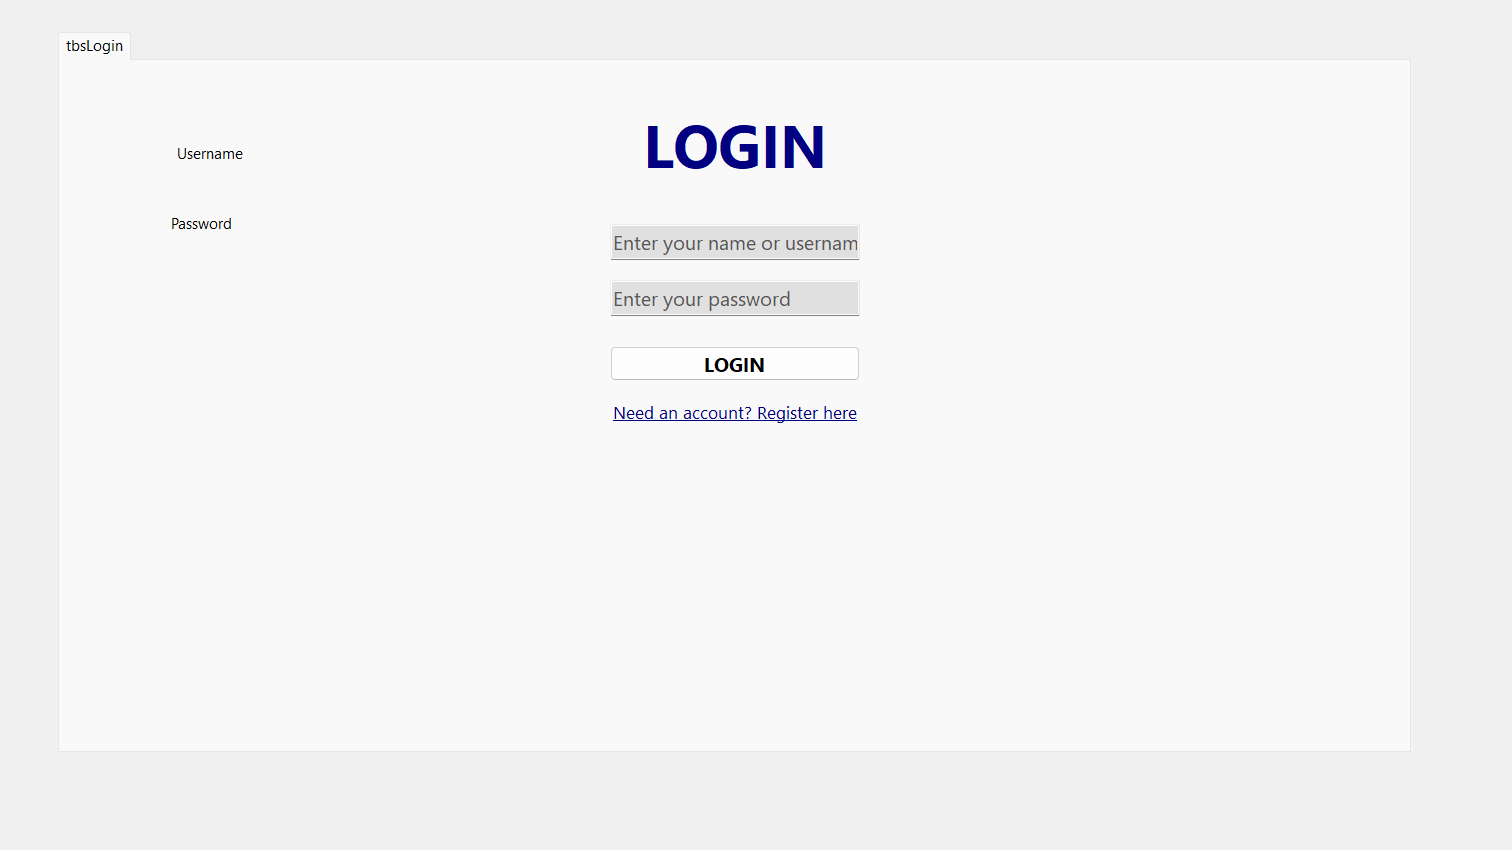 tbsLogin
LOGIN
Username
Password
Enter your name or usernam
Enter your password
LOGIN
Need an account? Register here